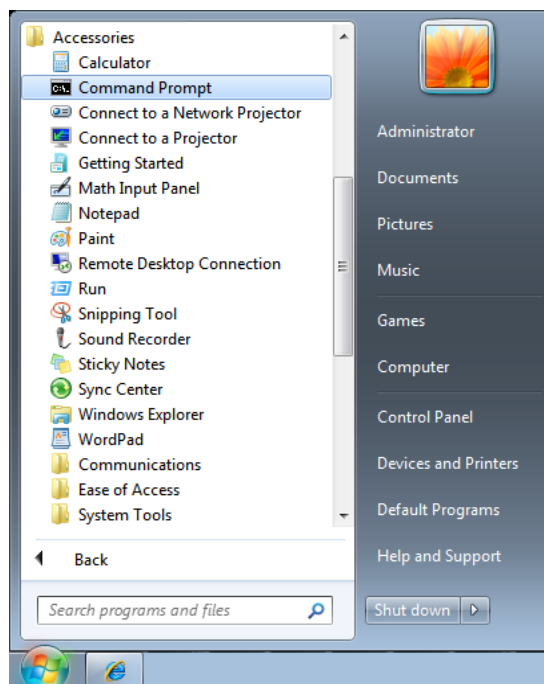 Accessories
Calculator
Command Prompt
Connect to a Network Projector
Connect to a Projector
Getting Started
Math Input Panel
Notepad
Paint
Remote Desktop Connection
Run
Snipping Tool
Sound Recorder
Sticky Notes
Sync Center
Windows Explorer
WordPad
Communications
Ease of Access
System Tools
Back
Search programs and files
Administrator
Documents
Pictures
Music
Games
Computer
Control Panel
Devices and Printers
Default Programs
Help and Support
Shut down